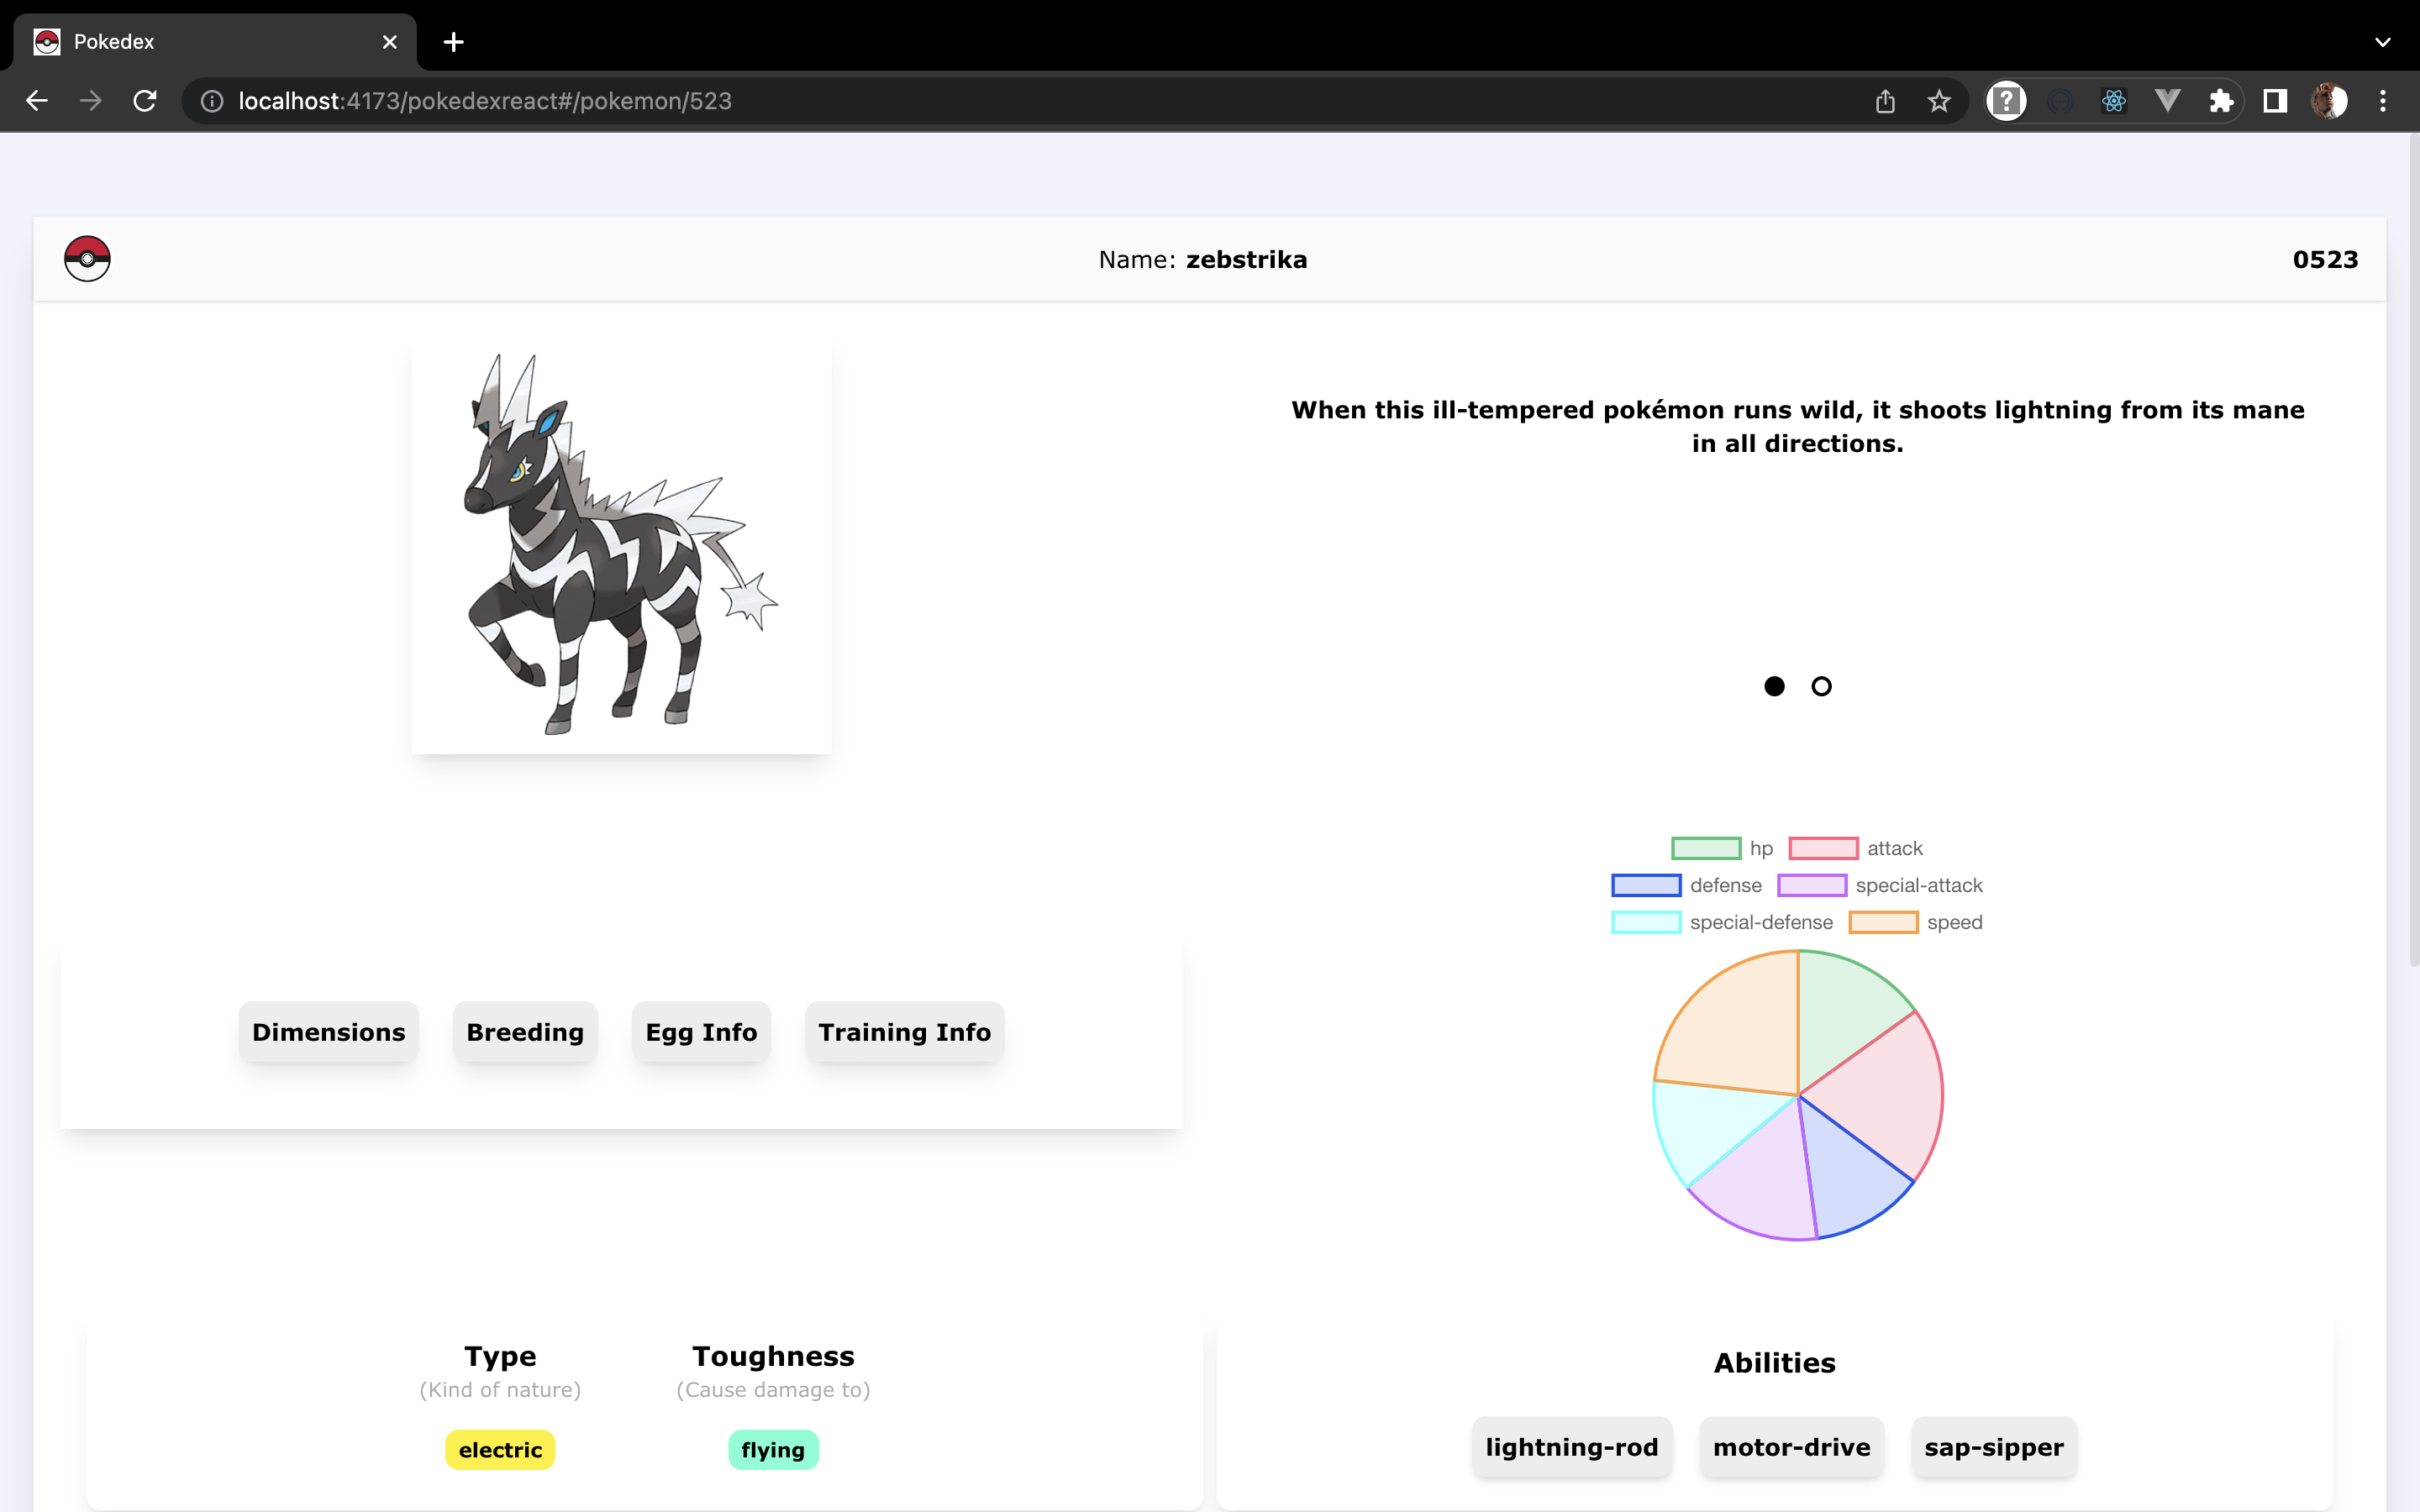 Pokedex
localhost:4173/pokedexreact#/pokemon/523
Name: zebstrika
0523
When this ill-tempered pokémon runs wild, it shoots lightning from its mane
in all directions.
hp attack
defense special-attack
special-defense speed
Dimensions Breeding Egg Info Training Info
Type
(Kind of nature)
electric
Toughness
(Cause damage to)
flying
Abilities
lightning-rod motor-drive sap-sipper